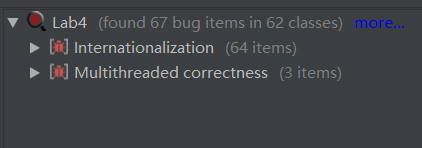 Lab4 (found 67 bug items in 62 classes) more...
Internationalization (64 items)
Multithreaded correctness (3 items)